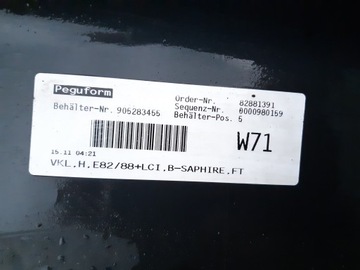 Peguform
Order-Nr. 82881391
Sequenz-Nr. 0000980159
Behälter-Nr. 905283455 Behälter-Pos. 5
W71
15.11 04:21
VKL.H.E82/88+LCI.B-SAPHIRE.FT